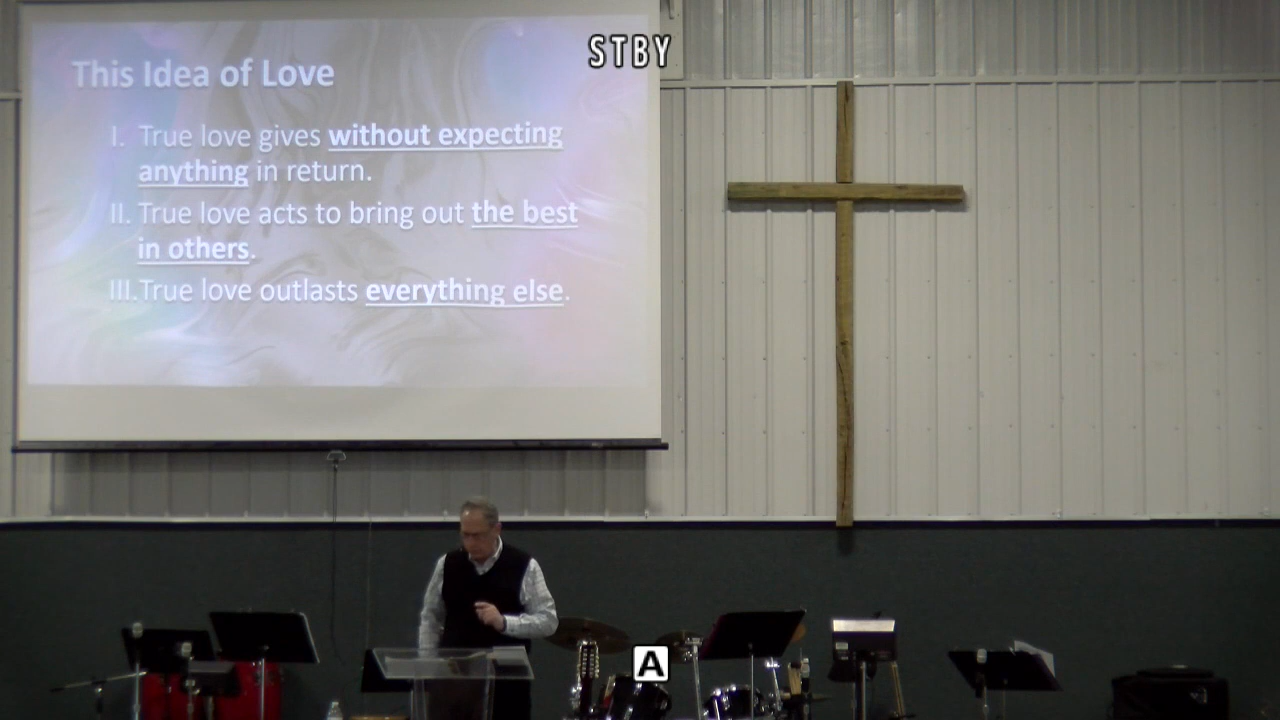 STBY
This Idea of Love
I. True love gives without expecting
anything in return.
II. True love acts to bring out the best
in others.
III.True love outlasts everything else.
A